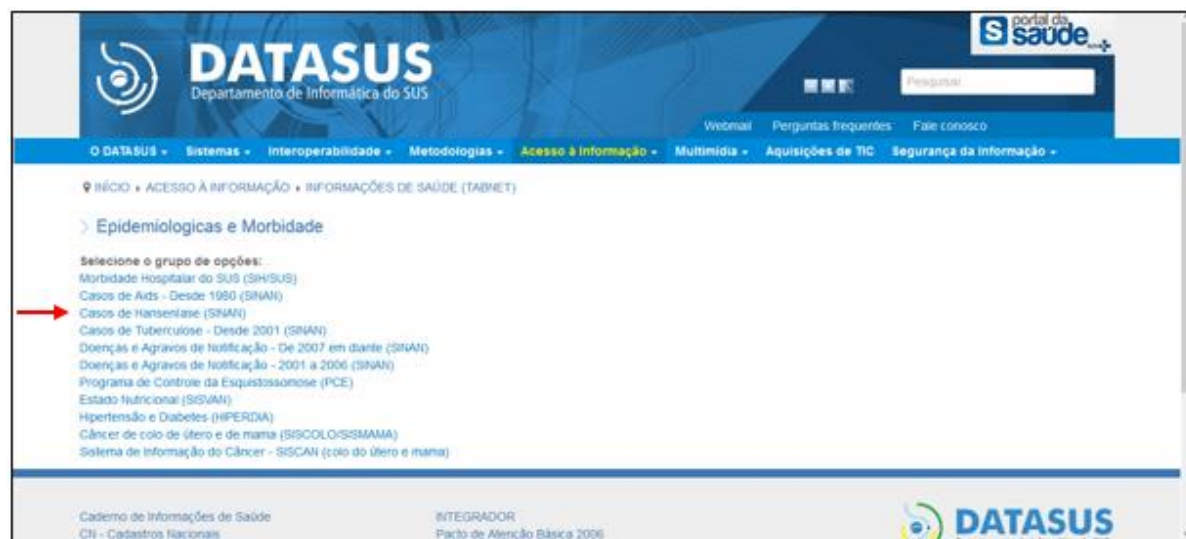 portal da
saúde
DATASUS
Departamento de Informática do SUS
Pesquisar
Webmail Perguntas frequentes Fale conosco
O DATASUS Sistemas Interoperabilidade Metodologias Acesso à Informação Multimídia Aquisições de TIC Segurança da Informação
INÍCIO ACESSO À INFORMAÇÃO INFORMAÇÕES DE SAÚDE (TABNET)
Epidemiologicas e Morbidade
Selecione o grupo de opções:
Morbidade Hospitalar do SUS (SIH/SUS)
Casos de Aids - Desde 1980 (SINAN)
Casos de Hanseníase (SINAN)
Casos de Tuberculose - Desde 2001 (SINAN)
Doenças e Agravos de Notificação - De 2007 em diante (SINAN)
Doenças e Agravos de Notificação - 2001 a 2006 (SINAN)
Programa de Controle da Esquistossomose (PCE)
Estado Nutricional (SISVAN)
Hipertensão e Diabetes (HIPERDIA)
Câncer de colo de útero e de mama (SISCOLO/SISMAMA)
Sistema de Informação do Câncer - SISCAN (colo do útero e mama)
Caderno de Informações de Saúde
CN - Cadastros Nacionais
INTEGRADOR
Pacto de Atenção Básica 2006
DATASUS